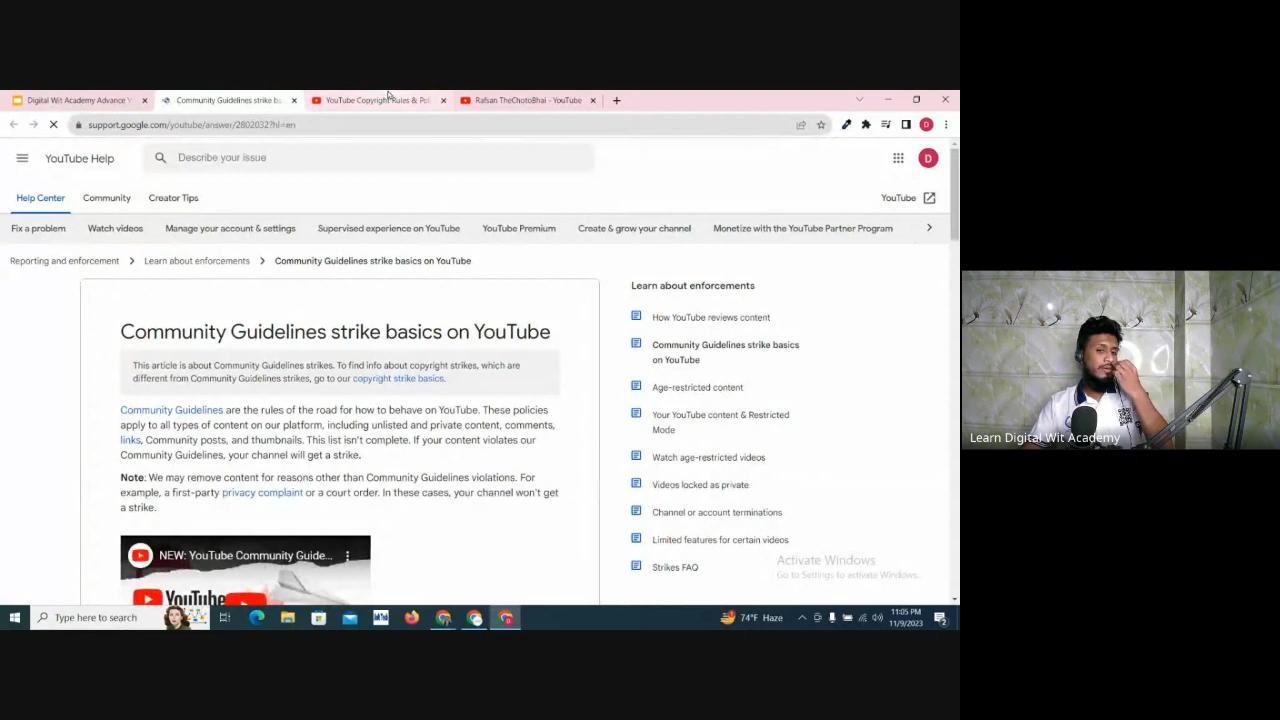 Digital Wit Academy Advance Y
Community Guidelines strike ba
YouTube Copyright Rules & Poli
Rafsan TheChotoBhai - YouTube
support.google.com/youtube/answer/2802032?hl=en
D
YouTube Help
Describe your issue
D
Help Center
Community
Creator Tips
YouTube
Fix a problem
Watch videos
Manage your account & settings
Supervised experience on YouTube
YouTube Premium
Create & grow your channel
Monetize with the YouTube Partner Program
Reporting and enforcement
Learn about enforcements
Community Guidelines strike basics on YouTube
Community Guidelines strike basics on YouTube
This article is about Community Guidelines strikes. To find info about copyright strikes, which are
different from Community Guidelines strikes, go to our copyright strike basics.
Community Guidelines are the rules of the road for how to behave on YouTube. These policies
apply to all types of content on our platform, including unlisted and private content, comments,
links, Community posts, and thumbnails. This list isn't complete. If your content violates our
Community Guidelines, your channel will get a strike.
Note: We may remove content for reasons other than Community Guidelines violations. For
example, a first-party privacy complaint or a court order. In these cases, your channel won't get
a strike.
NEW: YouTube Community Guide...
YouTube
Learn about enforcements
How YouTube reviews content
Community Guidelines strike basics
on YouTube
Age-restricted content
Your YouTube content & Restricted
Mode
Watch age-restricted videos
Videos locked as private
Channel or account terminations
Limited features for certain videos
Strikes FAQ
Activate Windows
Go to Settings to activate Windows.
Type here to search
74°F Haze
11:05 PM
11/9/2023
2
Learn Digital Wit Academy